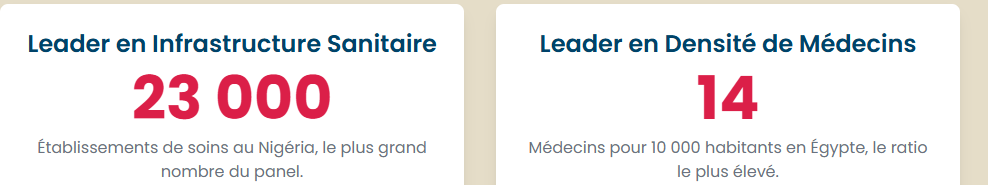 Leader en Infrastructure Sanitaire
23 000
Établissements de soins au Nigéria, le plus grand
nombre du panel.
Leader en Densité de Médecins
14
Médecins pour 10 000 habitants en Égypte, le ratio
le plus élevé.